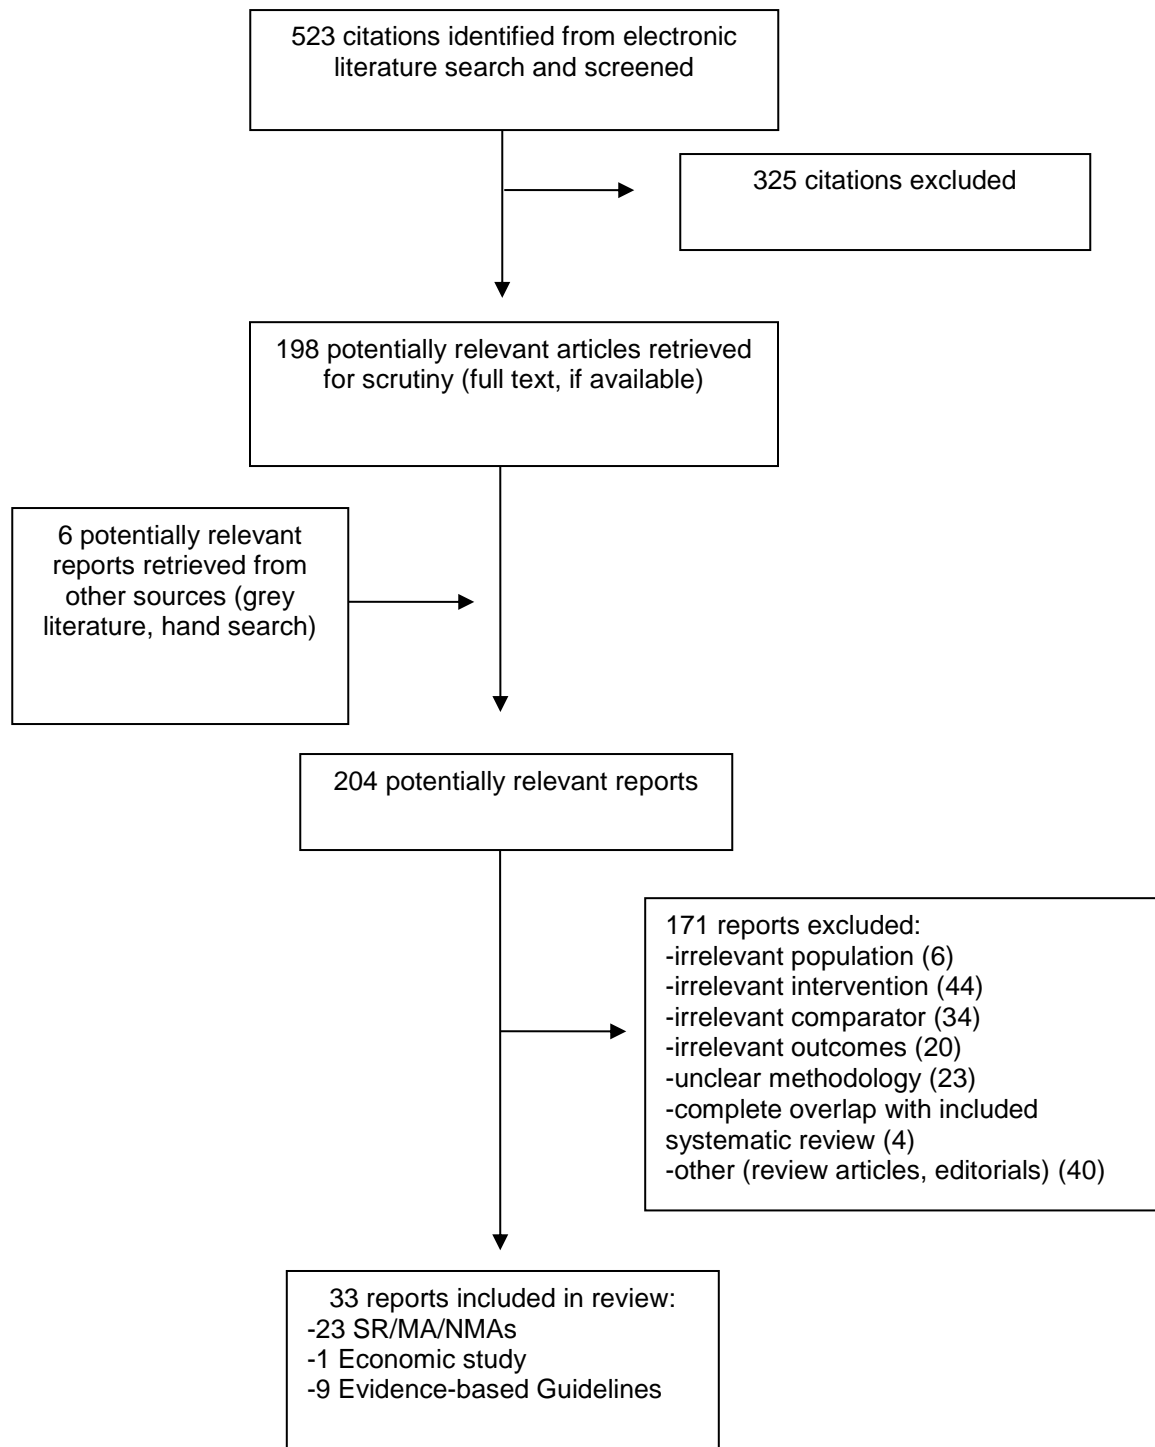 523 citations identified from electronic
literature search and screened
325 citations excluded
198 potentially relevant articles retrieved
for scrutiny (full text, if available)
6 potentially relevant
reports retrieved from
other sources (grey
literature, hand search)
204 potentially relevant reports
171 reports excluded:
-irrelevant population (6)
-irrelevant intervention (44)
-irrelevant comparator (34)
-irrelevant outcomes (20)
-unclear methodology (23)
-complete overlap with included
systematic review (4)
-other (review articles, editorials) (40)
33 reports included in review:
-23 SR/MA/NMAs
-1 Economic study
-9 Evidence-based Guidelines